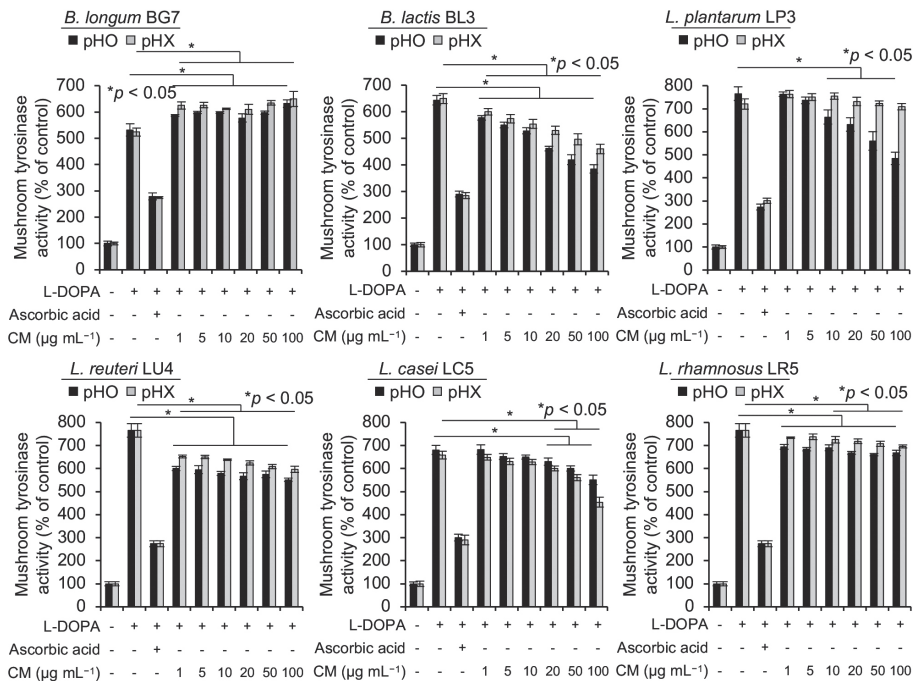 B. longum BG7
■ pHO ■ pHX
*
*
*p < 0.05
Mushroom tyrosinase
activity (% of control)
700
600
500
400
300
200
100
0
L-DOPA - + + + + + + + +
Ascorbic acid - - + - - - - - -
CM (µg mL⁻¹) - - - 1 5 10 20 50 100
B. lactis BL3
■ pHO ■ pHX
*
*p < 0.05
*
Mushroom tyrosinase
activity (% of control)
700
600
500
400
300
200
100
0
L-DOPA - + + + + + + + +
Ascorbic acid - - + - - - - - -
CM (µg mL⁻¹) - - - 1 5 10 20 50 100
L. plantarum LP3
■ pHO ■ pHX
*p < 0.05
*
Mushroom tyrosinase
activity (% of control)
800
700
600
500
400
300
200
100
0
L-DOPA - + + + + + + + +
Ascorbic acid - - + - - - - - -
CM (µg mL⁻¹) - - - 1 5 10 20 50 100
L. reuteri LU4
■ pHO ■ pHX
*p < 0.05
*
*
Mushroom tyrosinase
activity (% of control)
800
700
600
500
400
300
200
100
0
L-DOPA - + + + + + + + +
Ascorbic acid - - + - - - - - -
CM (µg mL⁻¹) - - - 1 5 10 20 50 100
L. casei LC5
■ pHO ■ pHX
*
*p < 0.05
*
Mushroom tyrosinase
activity (% of control)
800
700
600
500
400
300
200
100
0
L-DOPA - + + + + + + + +
Ascorbic acid - - + - - - - - -
CM (µg mL⁻¹) - - - 1 5 10 20 50 100
L. rhamnosus LR5
■ pHO ■ pHX
*p < 0.05
*
*
Mushroom tyrosinase
activity (% of control)
800
700
600
500
400
300
200
100
0
L-DOPA - + + + + + + + +
Ascorbic acid - - + - - - - - -
CM (µg mL⁻¹) - - - 1 5 10 20 50 100